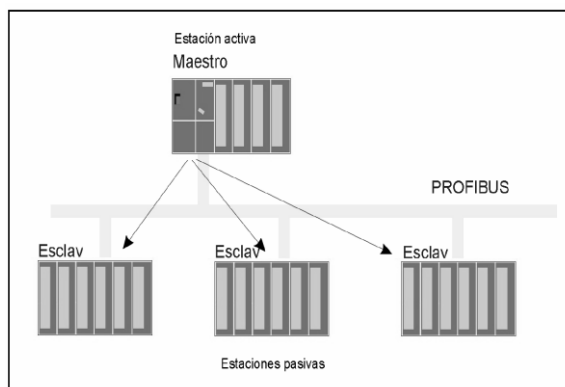 Estación activa
Maestro
PROFIBUS
Esclav
Esclav
Esclav
Estaciones pasivas